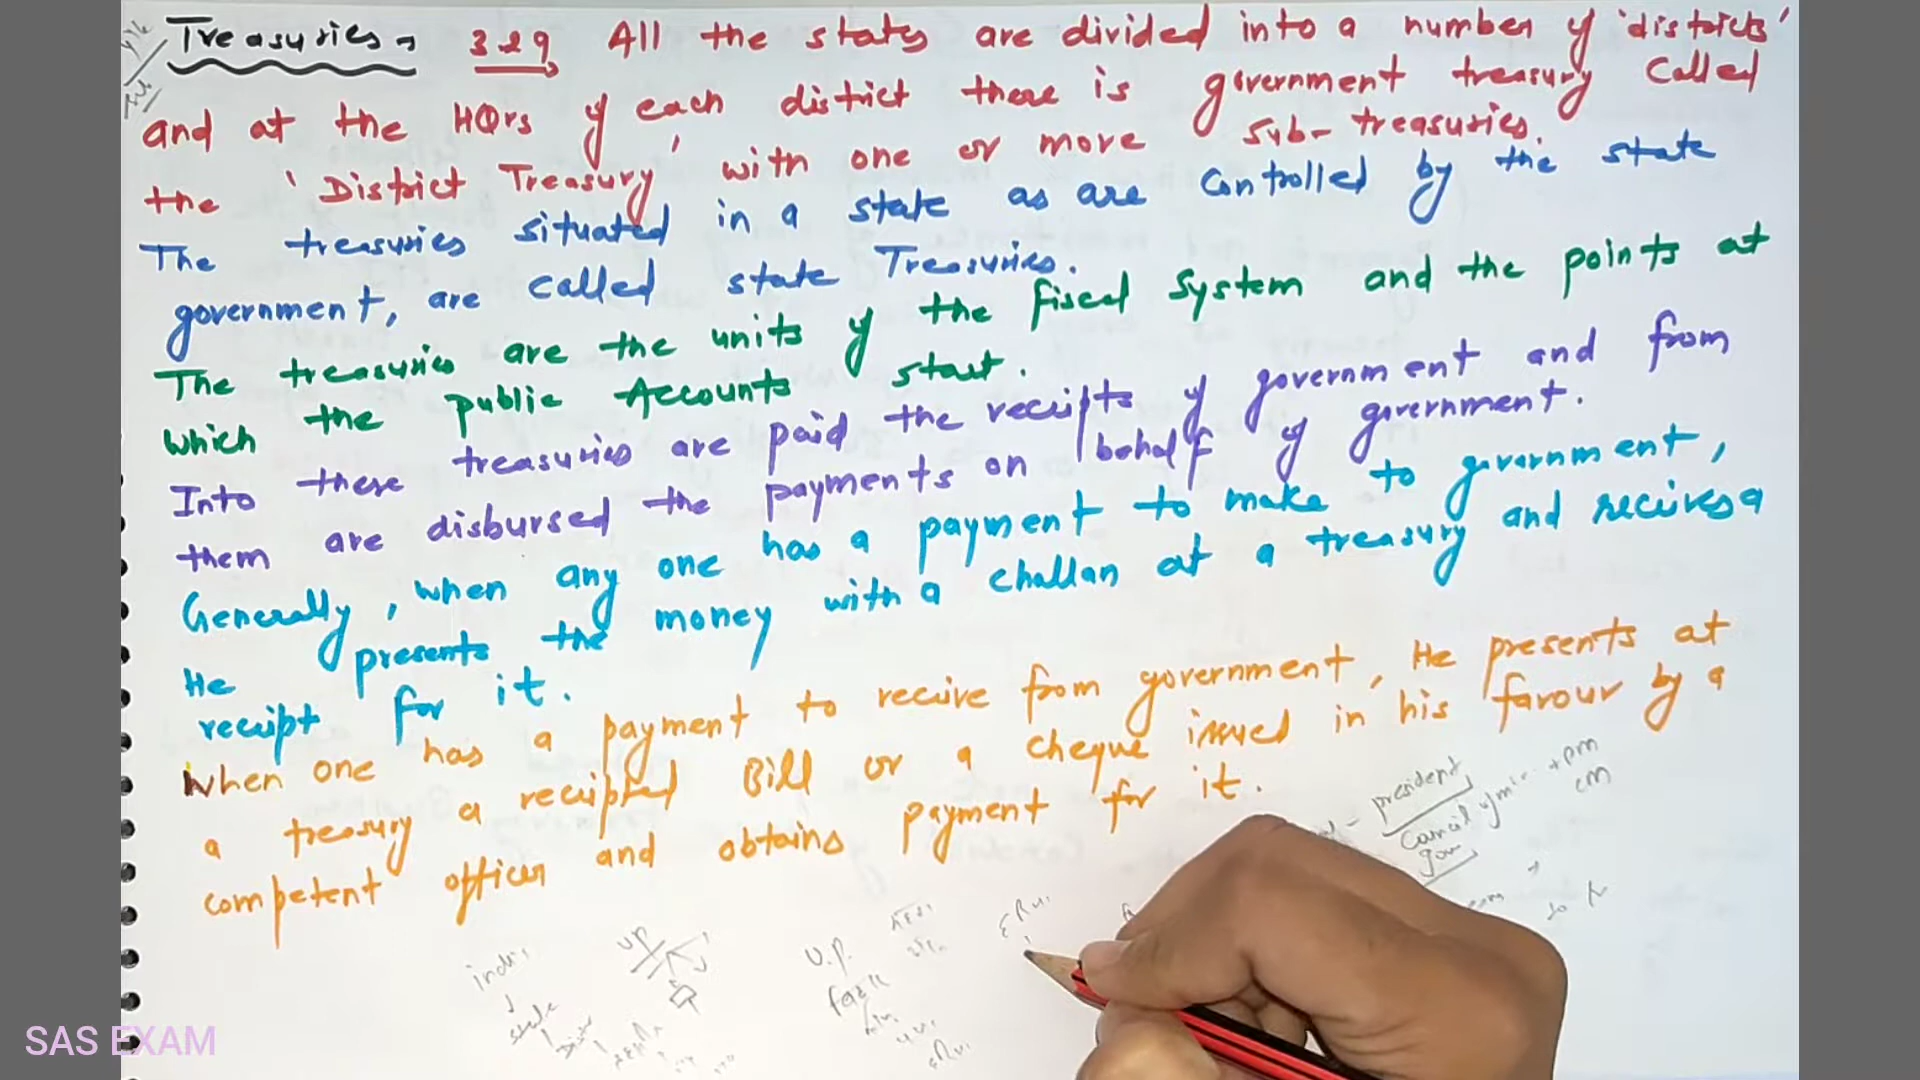 Treasuries → 329 All the states are divided into a number of 'districts'
and at the HQrs of each district there is government treasury called
the 'District Treasury', with one or more sub-treasuries.
The treasuries situated in a state as are controlled by the state
government, are called state Treasuries.
The treasuries are the units of the fiscal system and the points at
which the public Accounts start.
Into these treasuries are paid the receipts of government and from
them are disbursed the payments on behalf of government.
Generally, when any one has a payment to make to government,
He presents the money with a challan at a treasury and recives a
receipt for it.
When one has a payment to receive from government, He presents at
a treasury a receipted Bill or a cheque issued in his favour by a
competent officer and obtains payment for it.
president
+ pm
cm
india
state
U.P.
UP
SAS EXAM